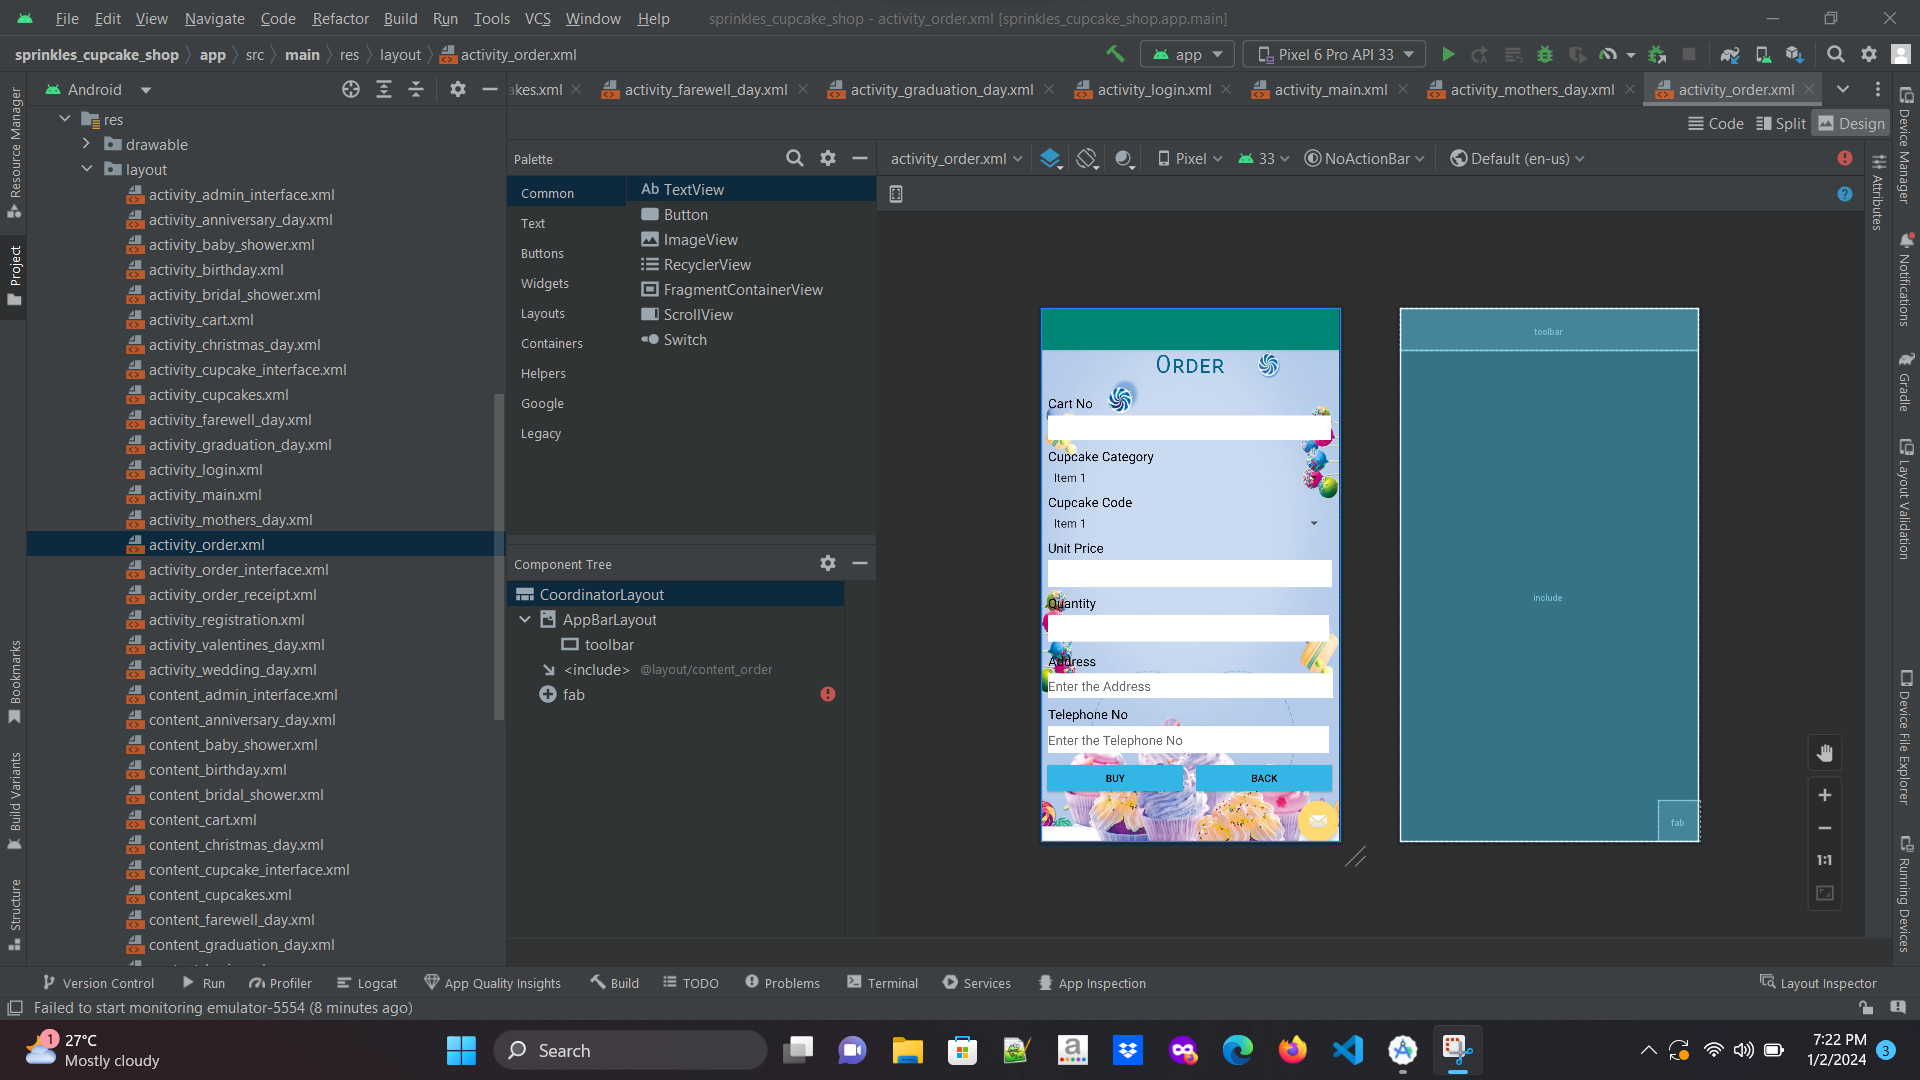 File Edit View Navigate Code Refactor Build Run Tools VCS Window Help sprinkles_cupcake_shop - activity_order.xml [sprinkles_cupcake_shop.app.main]
sprinkles_cupcake_shop app src main res layout activity_order.xml app Pixel 6 Pro API 33
Android akes.xml activity_farewell_day.xml activity_graduation_day.xml activity_login.xml activity_main.xml activity_mothers_day.xml activity_order.xml
Code Split Design
Resource Manager
Project
Bookmarks
Build Variants
Structure
res
drawable
layout
activity_admin_interface.xml
activity_anniversary_day.xml
activity_baby_shower.xml
activity_birthday.xml
activity_bridal_shower.xml
activity_cart.xml
activity_christmas_day.xml
activity_cupcake_interface.xml
activity_cupcakes.xml
activity_farewell_day.xml
activity_graduation_day.xml
activity_login.xml
activity_main.xml
activity_mothers_day.xml
activity_order.xml
activity_order_interface.xml
activity_order_receipt.xml
activity_registration.xml
activity_valentines_day.xml
activity_wedding_day.xml
content_admin_interface.xml
content_anniversary_day.xml
content_baby_shower.xml
content_birthday.xml
content_bridal_shower.xml
content_cart.xml
content_christmas_day.xml
content_cupcake_interface.xml
content_cupcakes.xml
content_farewell_day.xml
content_graduation_day.xml
Palette
Common
Text
Buttons
Widgets
Layouts
Containers
Helpers
Google
Legacy
Ab TextView
Button
ImageView
RecyclerView
FragmentContainerView
ScrollView
Switch
Component Tree
CoordinatorLayout
AppBarLayout
toolbar
<include> @layout/content_order
fab
activity_order.xml Pixel 33 NoActionBar Default (en-us)
Order
Cart No
Cupcake Category
Item 1
Cupcake Code
Item 1
Unit Price
Quantity
Address
Enter the Address
Telephone No
Enter the Telephone No
BUY BACK
toolbar
include
fab
1:1
Attributes
Device Manager
Notifications
Gradle
Layout Validation
Device File Explorer
Running Devices
Version Control Run Profiler Logcat App Quality Insights Build TODO Problems Terminal Services App Inspection Layout Inspector
Failed to start monitoring emulator-5554 (8 minutes ago)
1 27°C
Mostly cloudy
Search
7:22 PM
1/2/2024
3